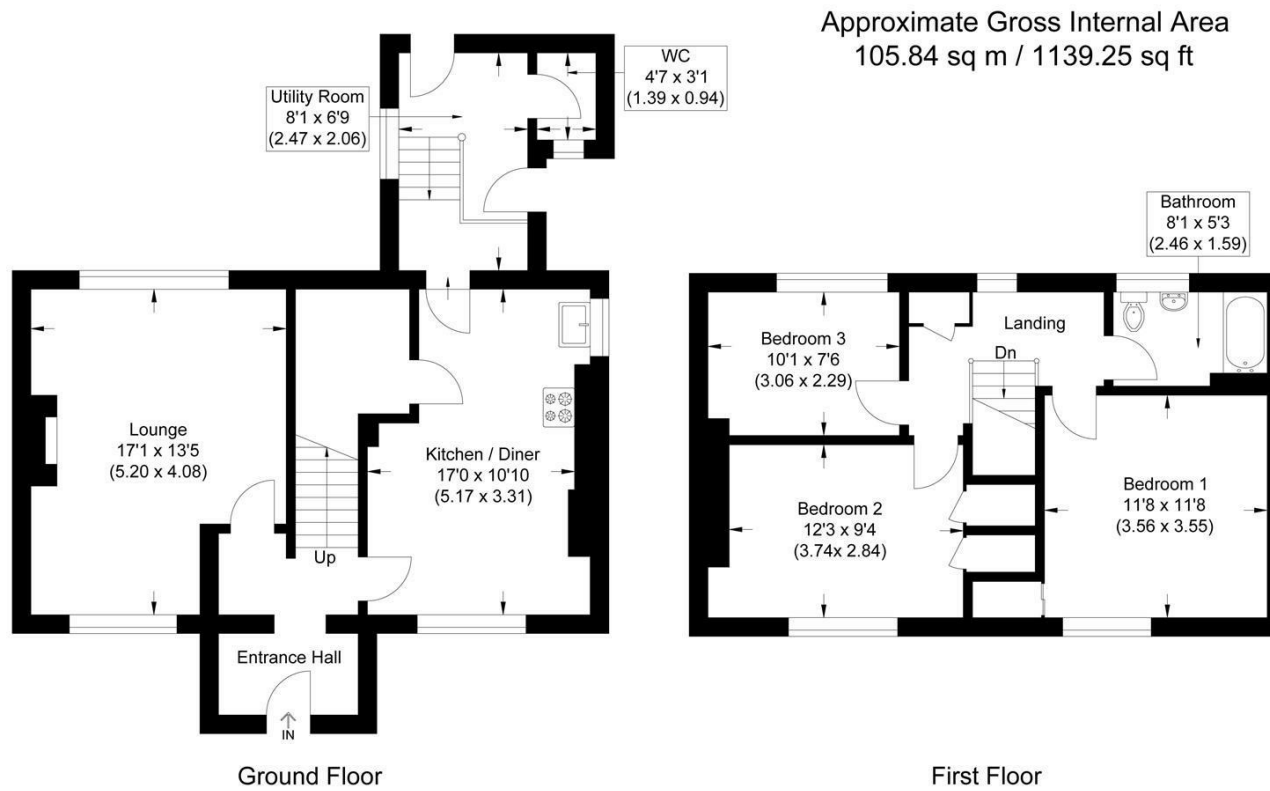 Approximate Gross Internal Area
105.84 sq m / 1139.25 sq ft
WC
4'7 x 3'1
(1.39 x 0.94)
Utility Room
8'1 x 6'9
(2.47 x 2.06)
Lounge
17'1 x 13'5
(5.20 x 4.08)
Kitchen / Diner
17'0 x 10'10
(5.17 x 3.31)
Up
Entrance Hall
IN
Ground Floor
Bathroom
8'1 x 5'3
(2.46 x 1.59)
Landing
Dn
Bedroom 3
10'1 x 7'6
(3.06 x 2.29)
Bedroom 2
12'3 x 9'4
(3.74x 2.84)
Bedroom 1
11'8 x 11'8
(3.56 x 3.55)
First Floor